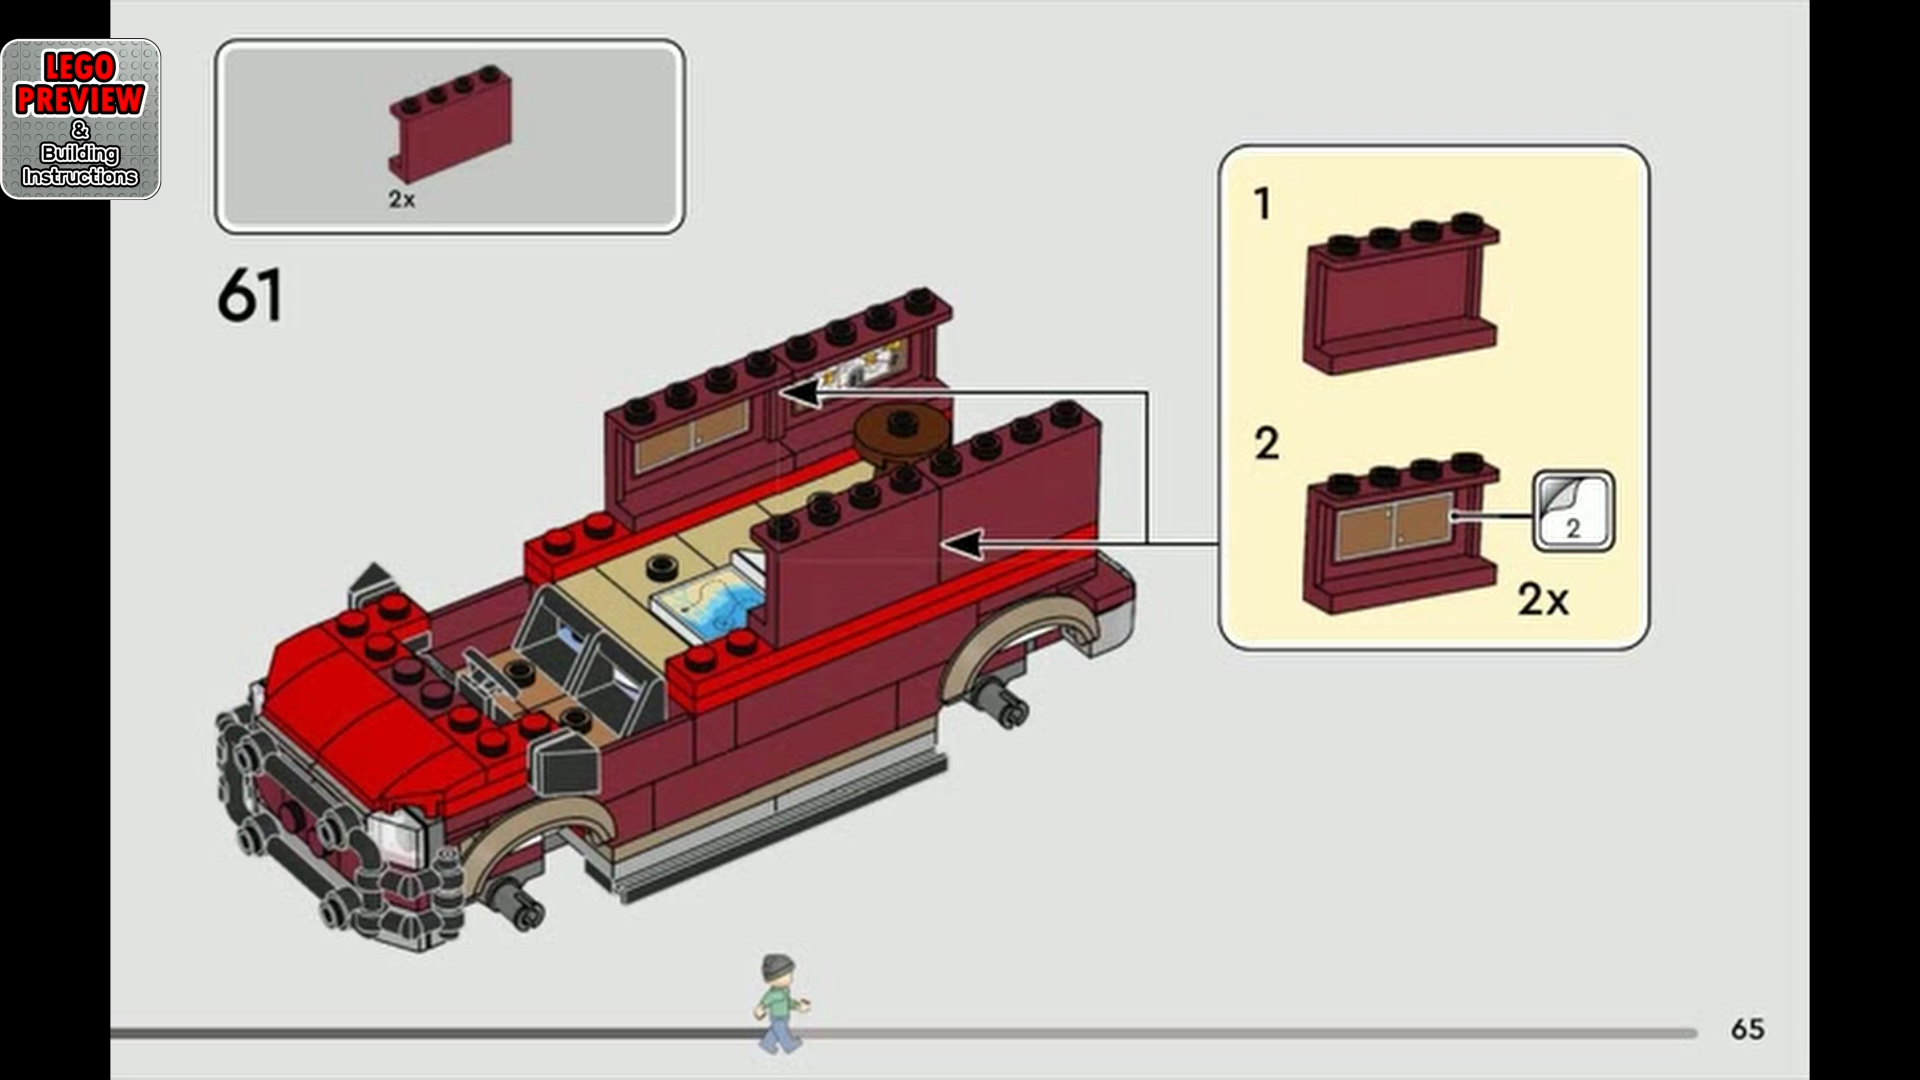 LEGO
PREVIEW
&
Building
Instructions
2x
61
1
2
2
2x
65